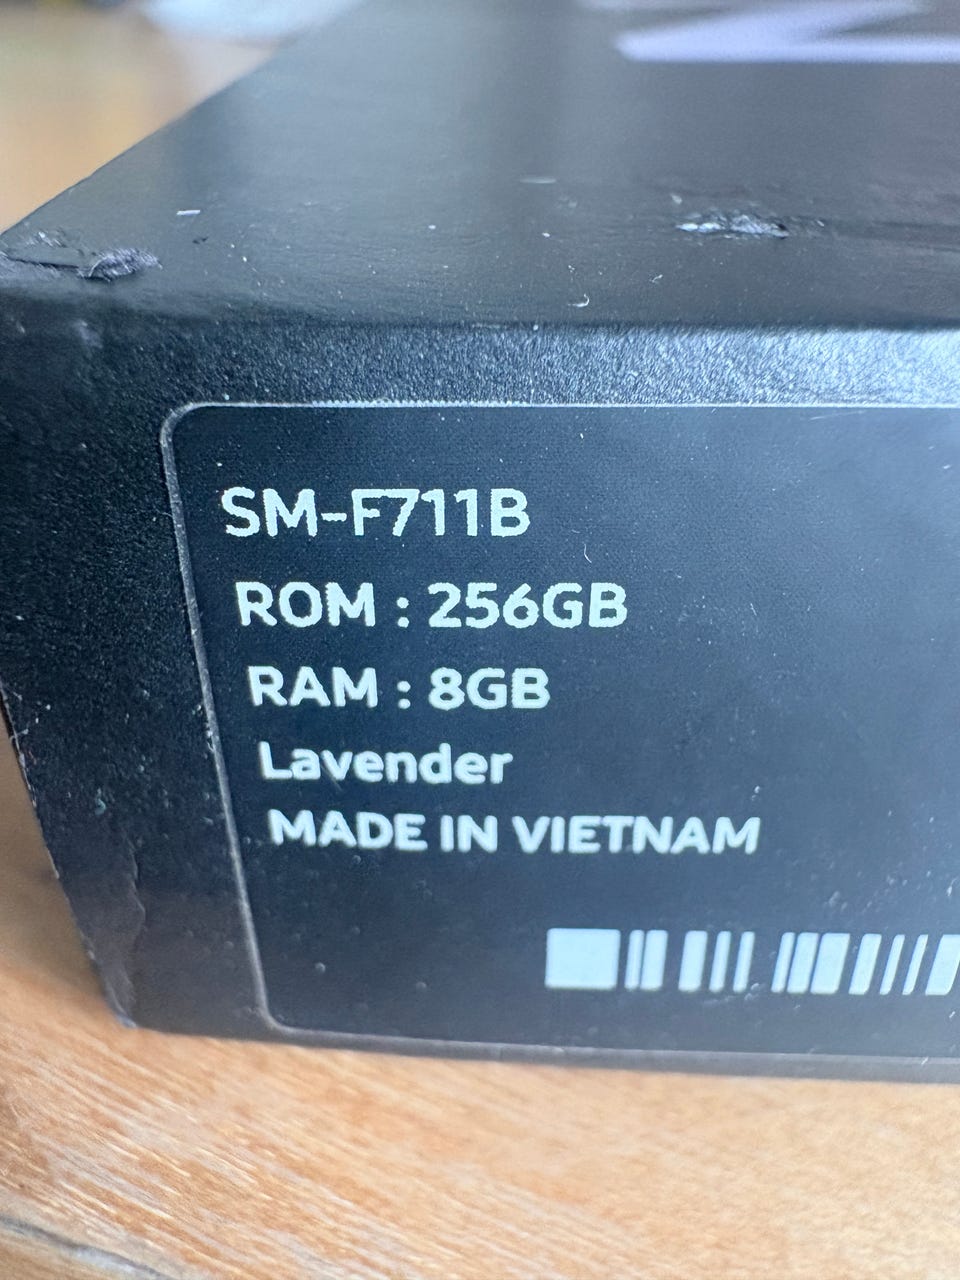 SM-F711B
ROM : 256GB
RAM : 8GB
Lavender
MADE IN VIETNAM